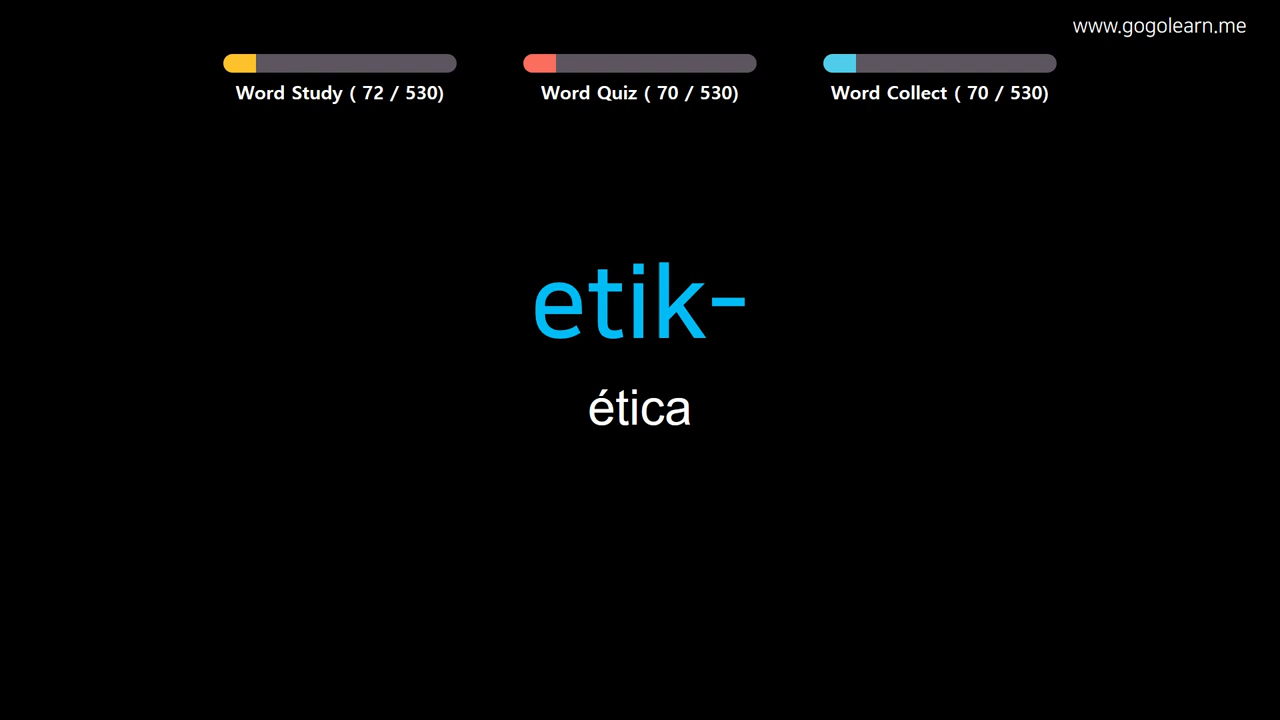 www.gogolearn.me
Word Study ( 72 / 530)
Word Quiz ( 70 / 530)
Word Collect ( 70 / 530)
etik-
ética